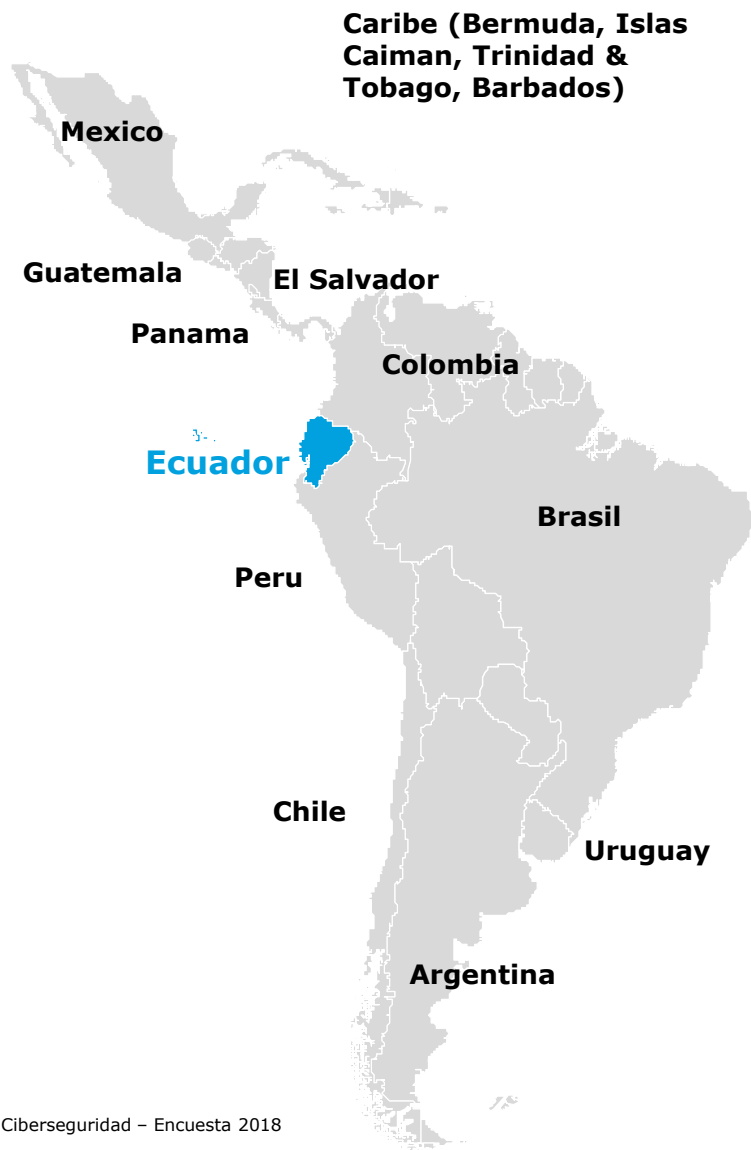 Caribe (Bermuda, Islas
Caiman, Trinidad &
Tobago, Barbados)
Mexico
Guatemala
El Salvador
Panama
Colombia
Ecuador
Brasil
Peru
Chile
Uruguay
Argentina
Ciberseguridad – Encuesta 2018